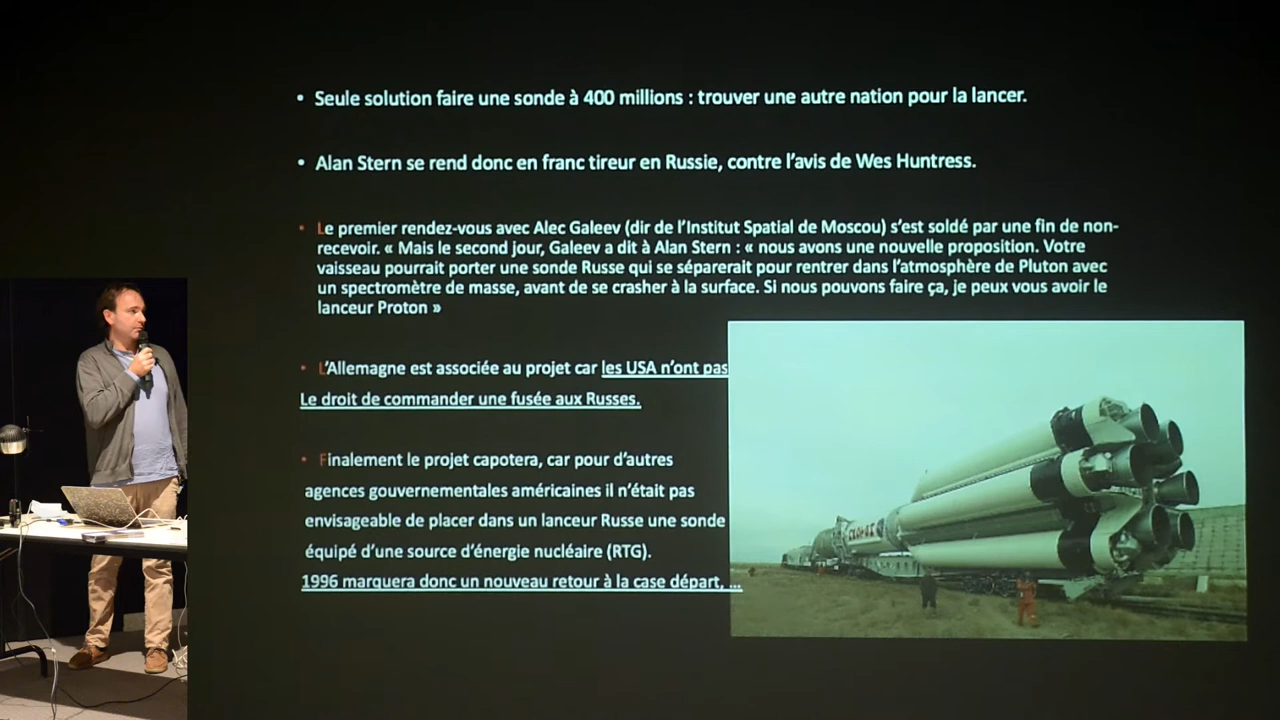 • Seule solution faire une sonde à 400 millions : trouver une autre nation pour la lancer.
• Alan Stern se rend donc en franc tireur en Russie, contre l'avis de Wes Huntress.
• Le premier rendez-vous avec Alec Galeev (dir de l'Institut Spatial de Moscou) s'est soldé par une fin de non-
recevoir. « Mais le second jour, Galeev a dit à Alan Stern : « nous avons une nouvelle proposition. Votre
vaisseau pourrait porter une sonde Russe qui se séparerait pour rentrer dans l'atmosphère de Pluton avec
un spectromètre de masse, avant de se crasher à la surface. Si nous pouvons faire ça, je peux vous avoir le
lanceur Proton »
• L'Allemagne est associée au projet car les USA n'ont pas
Le droit de commander une fusée aux Russes.
• Finalement le projet capotera, car pour d'autres
agences gouvernementales américaines il n'était pas
envisageable de placer dans un lanceur Russe une sonde
équipé d'une source d'énergie nucléaire (RTG).
1996 marquera donc un nouveau retour à la case départ, ...